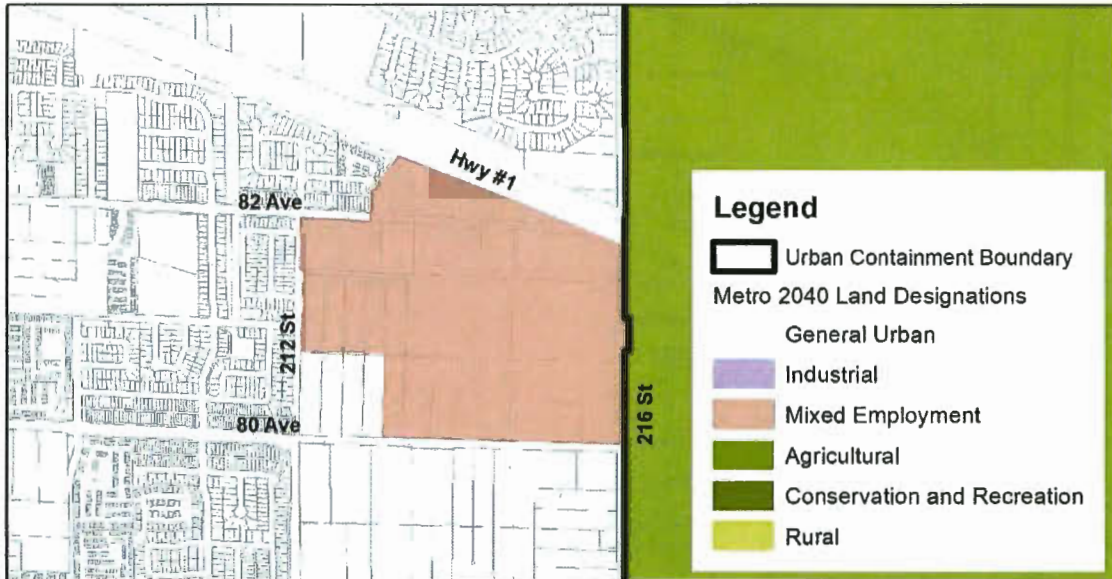 Hwy #1
82 Ave
212 St
80 Ave
216 St
Legend
Urban Containment Boundary
Metro 2040 Land Designations
General Urban
Industrial
Mixed Employment
Agricultural
Conservation and Recreation
Rural